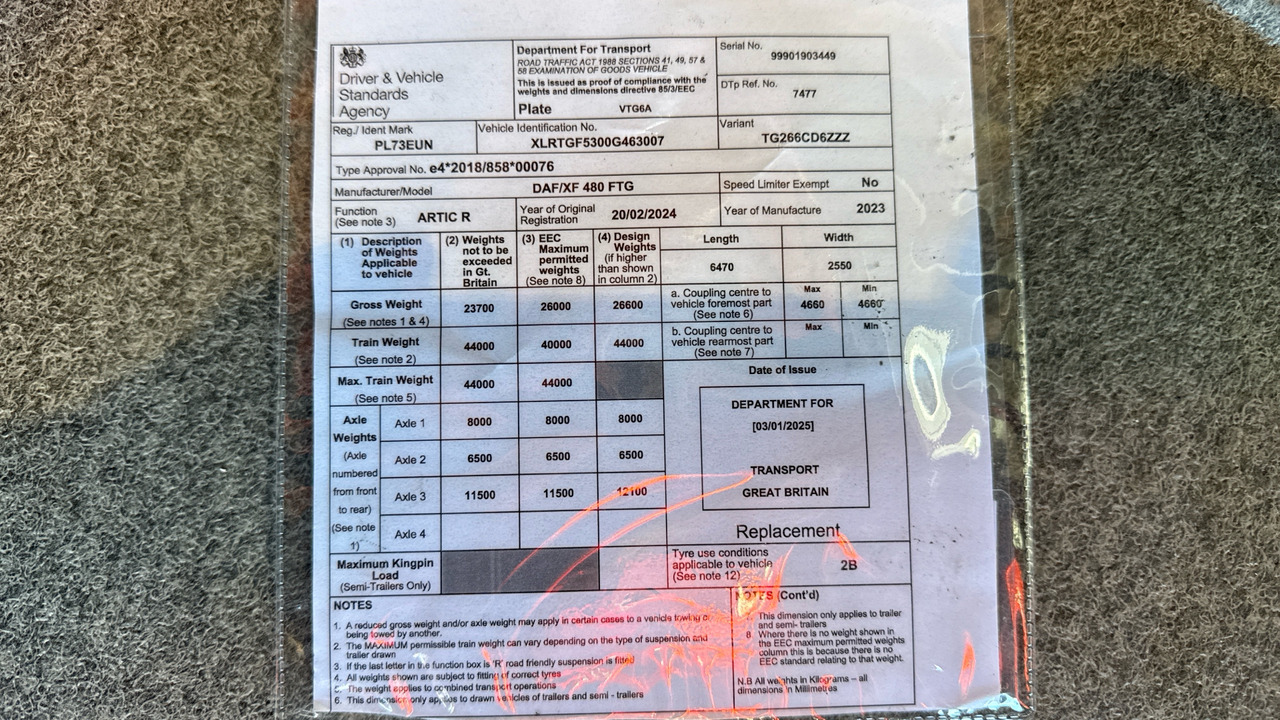 Driver & Vehicle
Standards
Agency
Department For Transport
ROAD TRAFFIC ACT 1988 SECTIONS 41, 49, 57 &
58 EXAMINATION OF GOODS VEHICLE
This is issued as proof of compliance with the
weights and dimensions directive 85/3/EEC
Plate VTG6A
Serial No.
99901903449
DTp Ref. No.
7477
Reg./ Ident Mark
PL73EUN
Vehicle Identification No.
XLRTGF5300G463007
Variant
TG266CD6ZZZ
Type Approval No. e4*2018/858*00076
Manufacturer/Model DAF/XF 480 FTG
Speed Limiter Exempt No
Function
(See note 3) ARTIC R
Year of Original
Registration 20/02/2024
Year of Manufacture 2023
(1) Description
of Weights
Applicable
to vehicle
(2) Weights
not to be
exceeded
in Gt.
Britain
(3) EEC
Maximum
permitted
weights
(See note 8)
(4) Design
Weights
(if higher
than shown
in column 2)
Length
6470
Width
2550
Gross Weight
(See notes 1 & 4)
23700 26000 26600
a. Coupling centre to
vehicle foremost part
(See note 6)
Max
4660
Min
4660
Train Weight
(See note 2)
44000 40000 44000
b. Coupling centre to
vehicle rearmost part
(See note 7)
Max
Min
Max. Train Weight
(See note 5)
44000 44000
Axle
Weights
(Axle
numbered
from front
to rear)
(See note
1)
Axle 1 8000 8000 8000
Axle 2 6500 6500 6500
Axle 3 11500 11500 12100
Axle 4
Date of Issue
DEPARTMENT FOR
[03/01/2025]
TRANSPORT
GREAT BRITAIN
Replacement
Maximum Kingpin
Load
(Semi-Trailers Only)
Tyre use conditions
applicable to vehicle
(See note 12)
2B
NOTES
1. A reduced gross weight and/or axle weight may apply in certain cases to a vehicle towing or
being towed by another.
2. The MAXIMUM permissible train weight can vary depending on the type of suspension and
trailer drawn
3. If the last letter in the function box is 'R' road friendly suspension is fitted
4. All weights shown are subject to fitting of correct tyres
5. The weight applies to combined transport operations
6. This dimension only applies to drawn vehicles of trailers and semi - trailers
NOTES (Cont'd)
This dimension only applies to trailer
and semi- trailers
8. Where there is no weight shown in
the EEC maximum permitted weights
column this is because there is no
EEC standard relating to that weight.
N.B All weights in Kilograms – all
dimensions in Millimetres